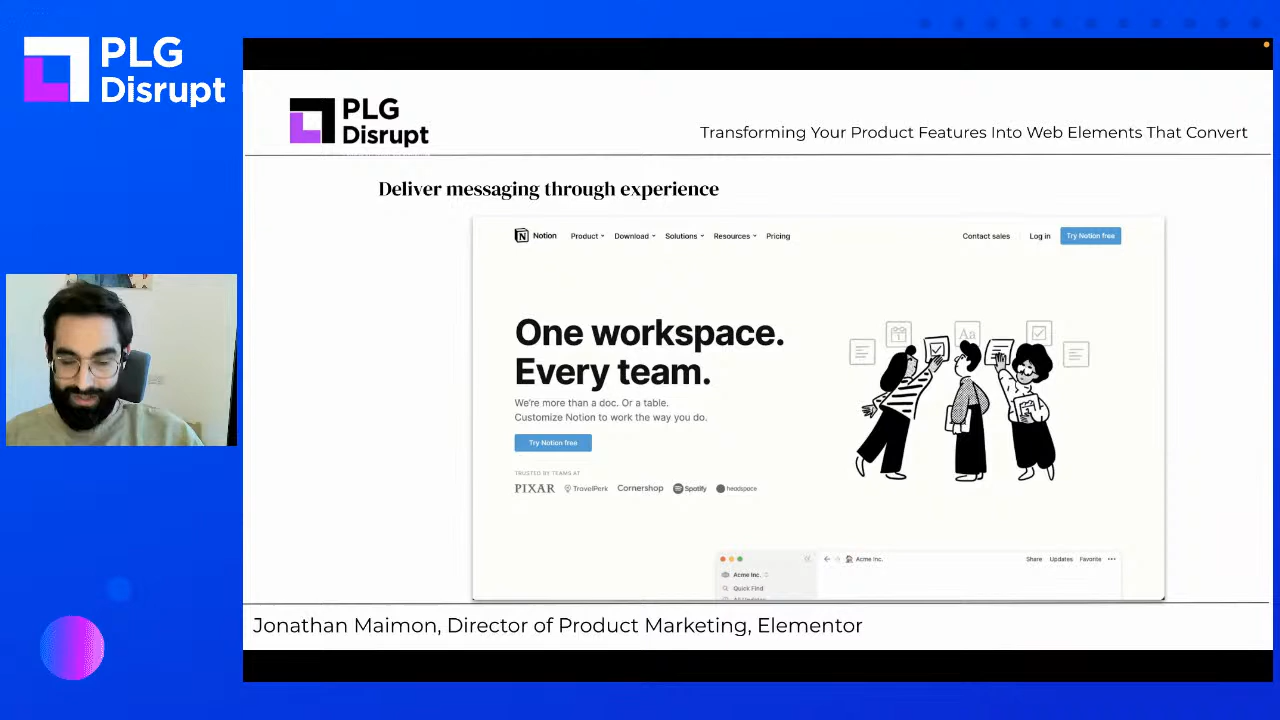 PLG
Disrupt
PLG
Disrupt
Transforming Your Product Features Into Web Elements That Convert
Deliver messaging through experience
Notion Product Download Solutions Resources Pricing Contact sales Log in Try Notion free
One workspace.
Every team.
We're more than a doc. Or a table.
Customize Notion to work the way you do.
Try Notion free
TRUSTED BY TEAMS AT
PIXAR TravelPerk Cornershop Spotify headspace
Aa
Acme Inc. Share Updates Favorite
Acme Inc.
Quick Find
Jonathan Maimon, Director of Product Marketing, Elementor